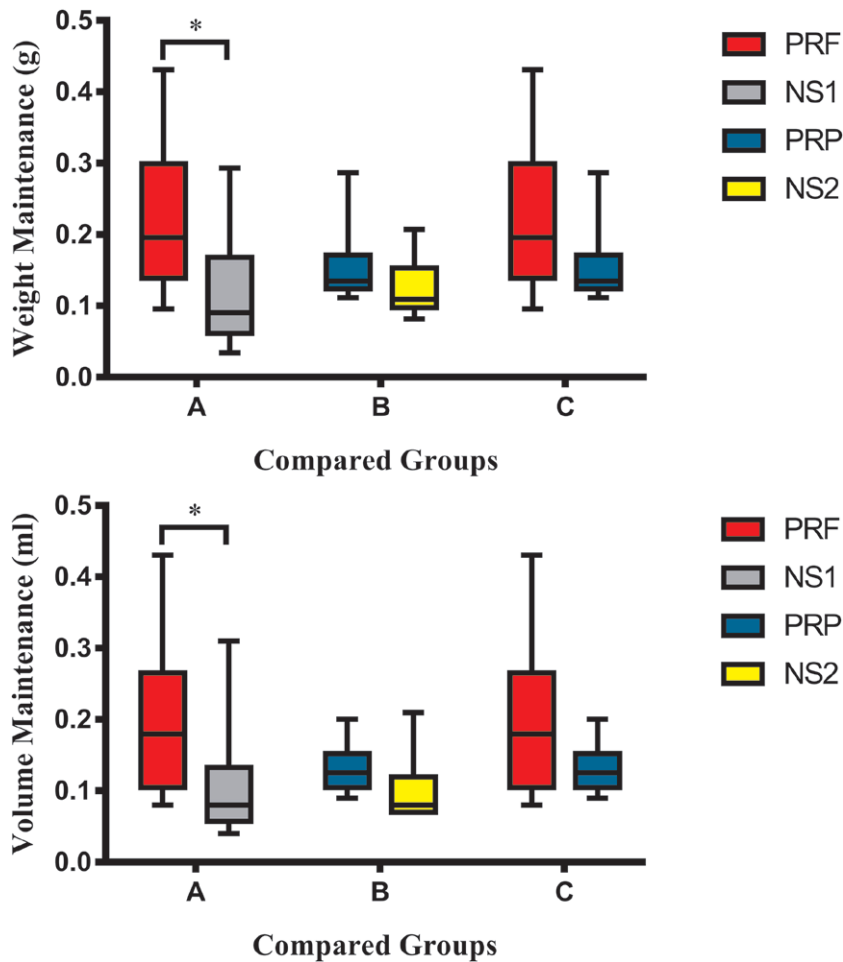 0.5
*
0.4
0.3
0.2
0.1
0.0
Weight Maintenance (g)
A B C
Compared Groups
PRF
NS1
PRP
NS2
0.5
*
0.4
0.3
0.2
0.1
0.0
Volume Maintenance (ml)
A B C
Compared Groups
PRF
NS1
PRP
NS2